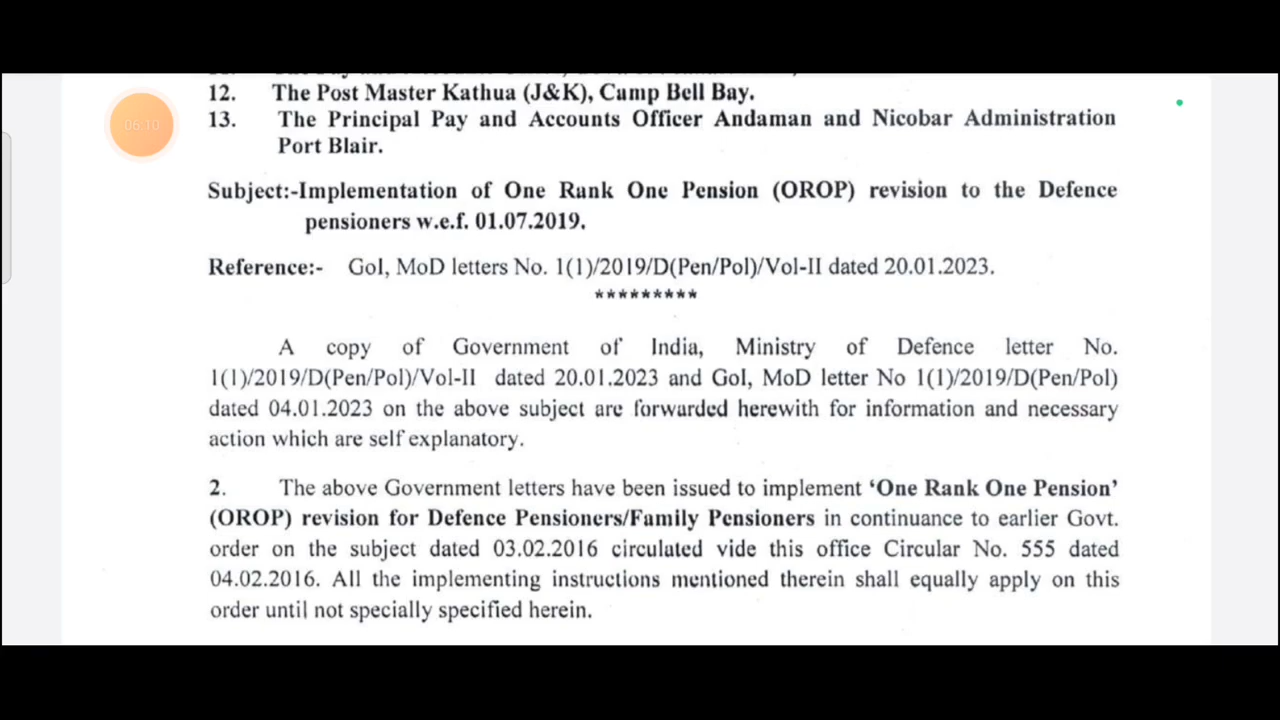 12. The Post Master Kathua (J&K), Camp Bell Bay.
13. The Principal Pay and Accounts Officer Andaman and Nicobar Administration
Port Blair.
Subject:-Implementation of One Rank One Pension (OROP) revision to the Defence
pensioners w.e.f. 01.07.2019.
Reference:- GoI, MoD letters No. 1(1)/2019/D(Pen/Pol)/Vol-II dated 20.01.2023.
*********
A copy of Government of India, Ministry of Defence letter No.
1(1)/2019/D(Pen/Pol)/Vol-II dated 20.01.2023 and GoI, MoD letter No 1(1)/2019/D(Pen/Pol)
dated 04.01.2023 on the above subject are forwarded herewith for information and necessary
action which are self explanatory.
2. The above Government letters have been issued to implement ‘One Rank One Pension’
(OROP) revision for Defence Pensioners/Family Pensioners in continuance to earlier Govt.
order on the subject dated 03.02.2016 circulated vide this office Circular No. 555 dated
04.02.2016. All the implementing instructions mentioned therein shall equally apply on this
order until not specially specified herein.
06:10